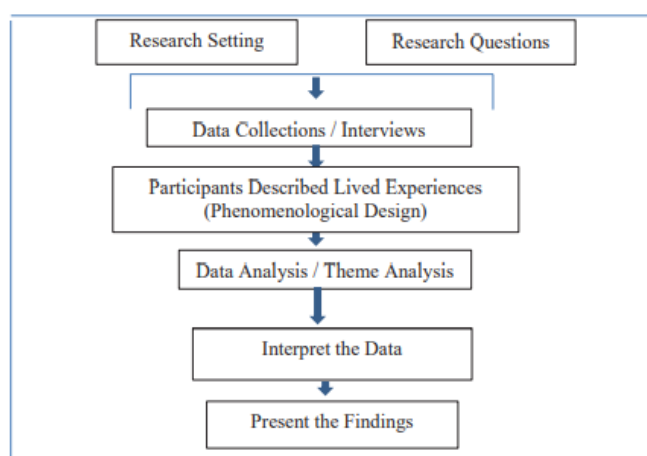 Research Setting
Research Questions
Data Collections / Interviews
Participants Described Lived Experiences
(Phenomenological Design)
Data Analysis / Theme Analysis
Interpret the Data
Present the Findings